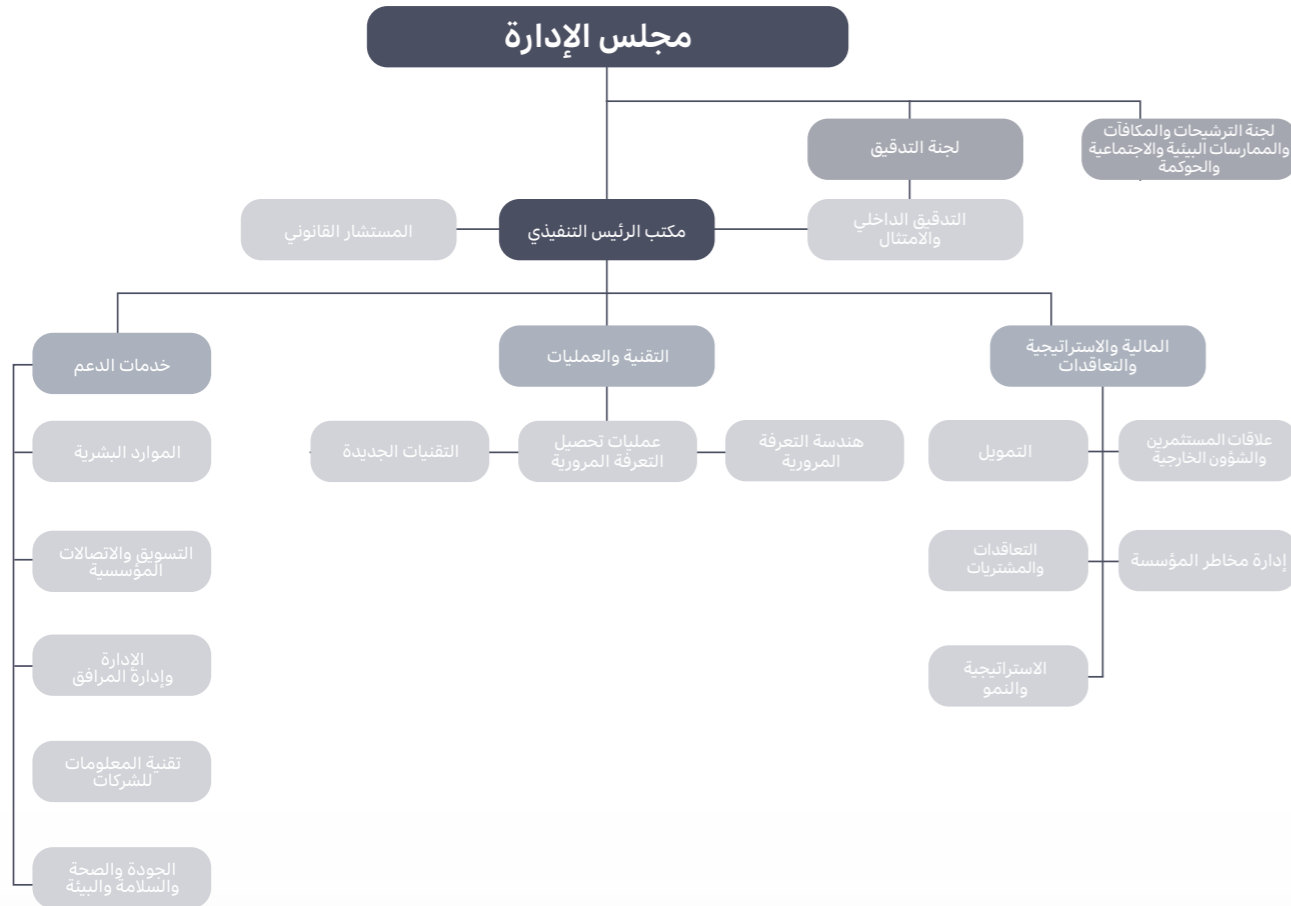 مجلس الإدارة
لجنة الترشيحات والمكافآت
والممارسات البيئية والاجتماعية
والحوكمة
لجنة التدقيق
التدقيق الداخلي
والامتثال
مكتب الرئيس التنفيذي
المستشار القانوني
المالية والاستراتيجية
والتعاقدات
التقنية والعمليات
خدمات الدعم
علاقات المستثمرين
والشؤون الخارجية
التمويل
هندسة التعرفة
المرورية
عمليات تحصيل
التعرفة المرورية
التقنيات الجديدة
الموارد البشرية
إدارة مخاطر المؤسسة
التعاقدات
والمشتريات
التسويق والاتصالات
المؤسسية
الاستراتيجية
والنمو
الإدارة
وإدارة المرافق
تقنية المعلومات
للشركات
الجودة والصحة
والسلامة والبيئة